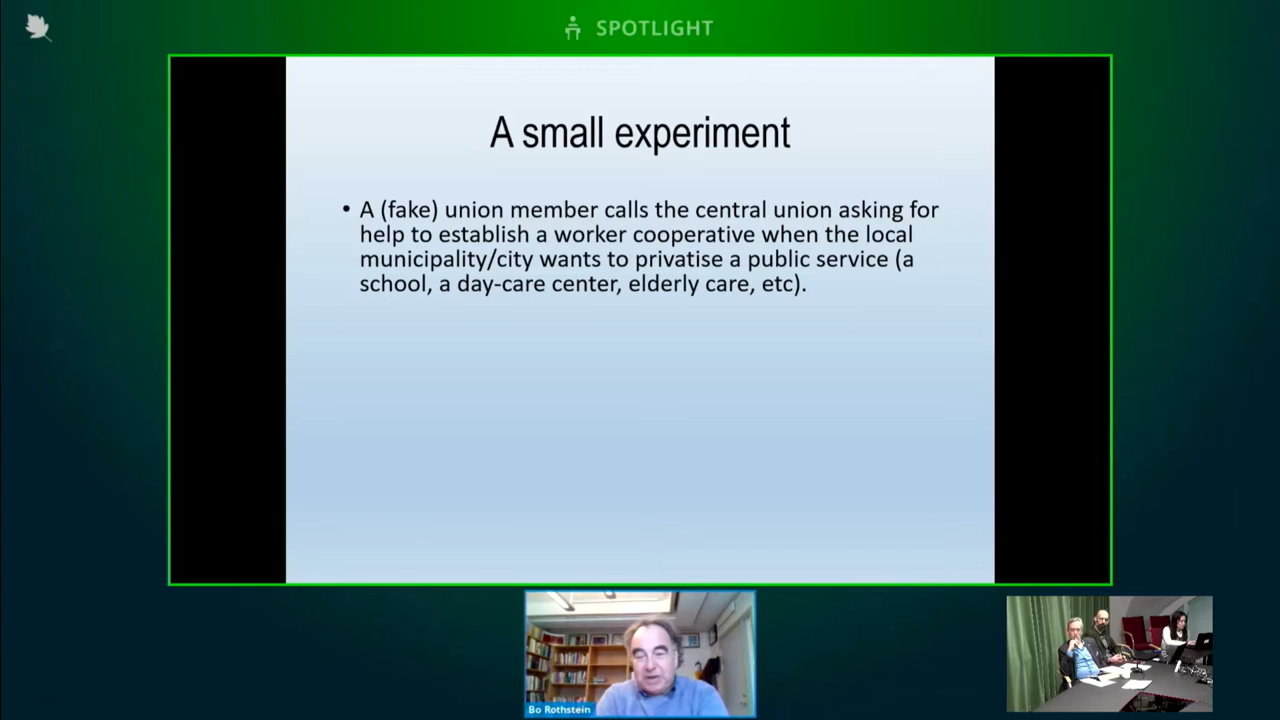 SPOTLIGHT
A small experiment
• A (fake) union member calls the central union asking for
help to establish a worker cooperative when the local
municipality/city wants to privatise a public service (a
school, a day-care center, elderly care, etc).
Bo Rothstein